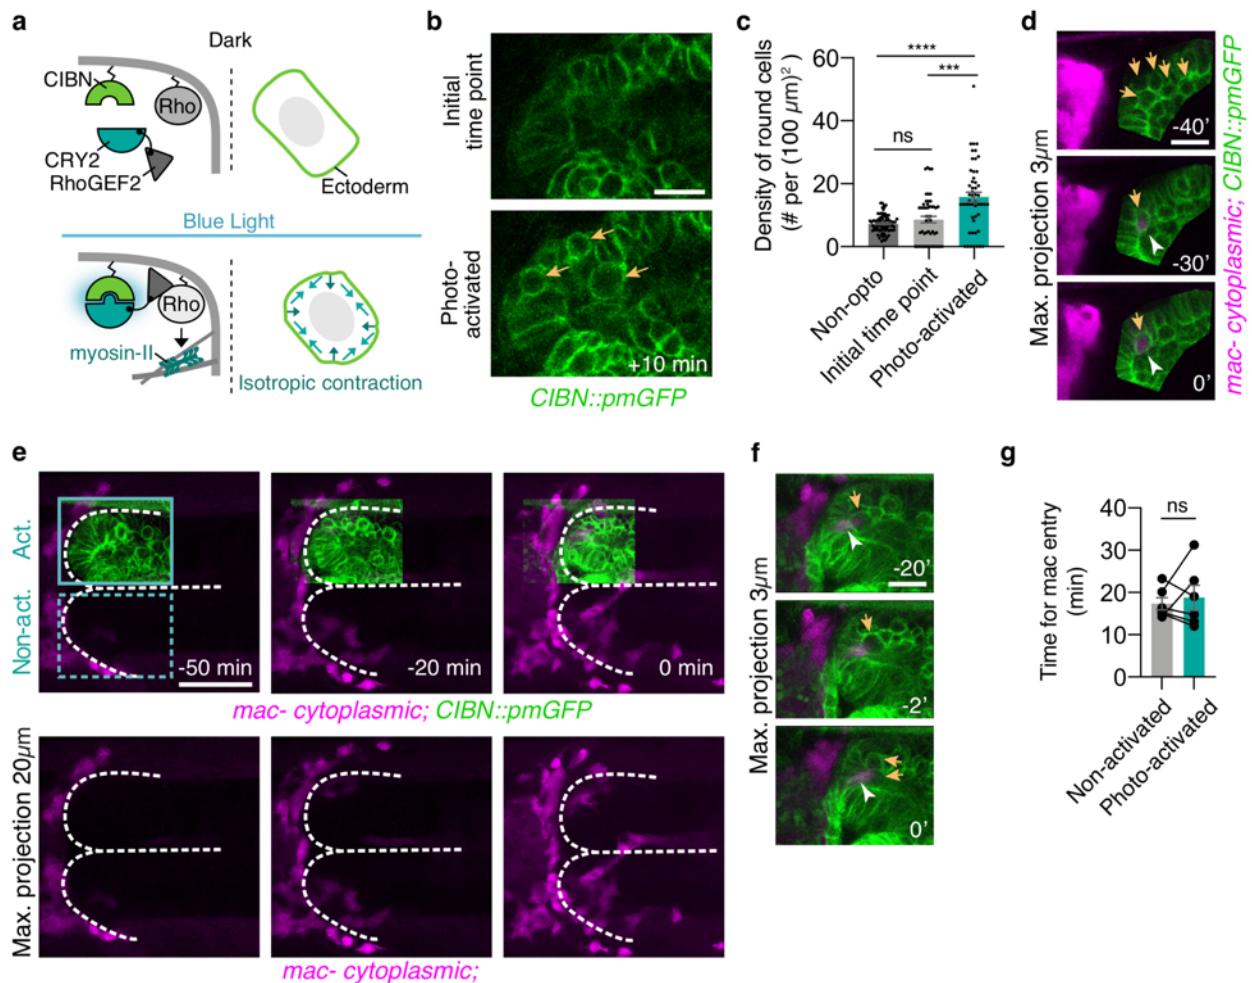 a
Dark
CIBN
Rho
CRY2
RhoGEF2
Ectoderm
Blue Light
Rho
myosin-II
Isotropic contraction
b
Initial
time point
Photo-
activated
+10 min
CIBN::pmGFP
c
Density of round cells
(# per (100 µm)²)
60
40
20
0
****
***
ns
Non-opto
Initial time point
Photo-activated
d
Max. projection 3µm
-40’
-30’
0’
mac- cytoplasmic; CIBN::pmGFP
e
Act.
Non-act.
-50 min
-20 min
0 min
mac- cytoplasmic; CIBN::pmGFP
Max. projection 20µm
mac- cytoplasmic;
f
Max. projection 3µm
-20’
-2’
0’
g
Time for mac entry
(min)
40
30
20
10
0
ns
Non-activated
Photo-activated